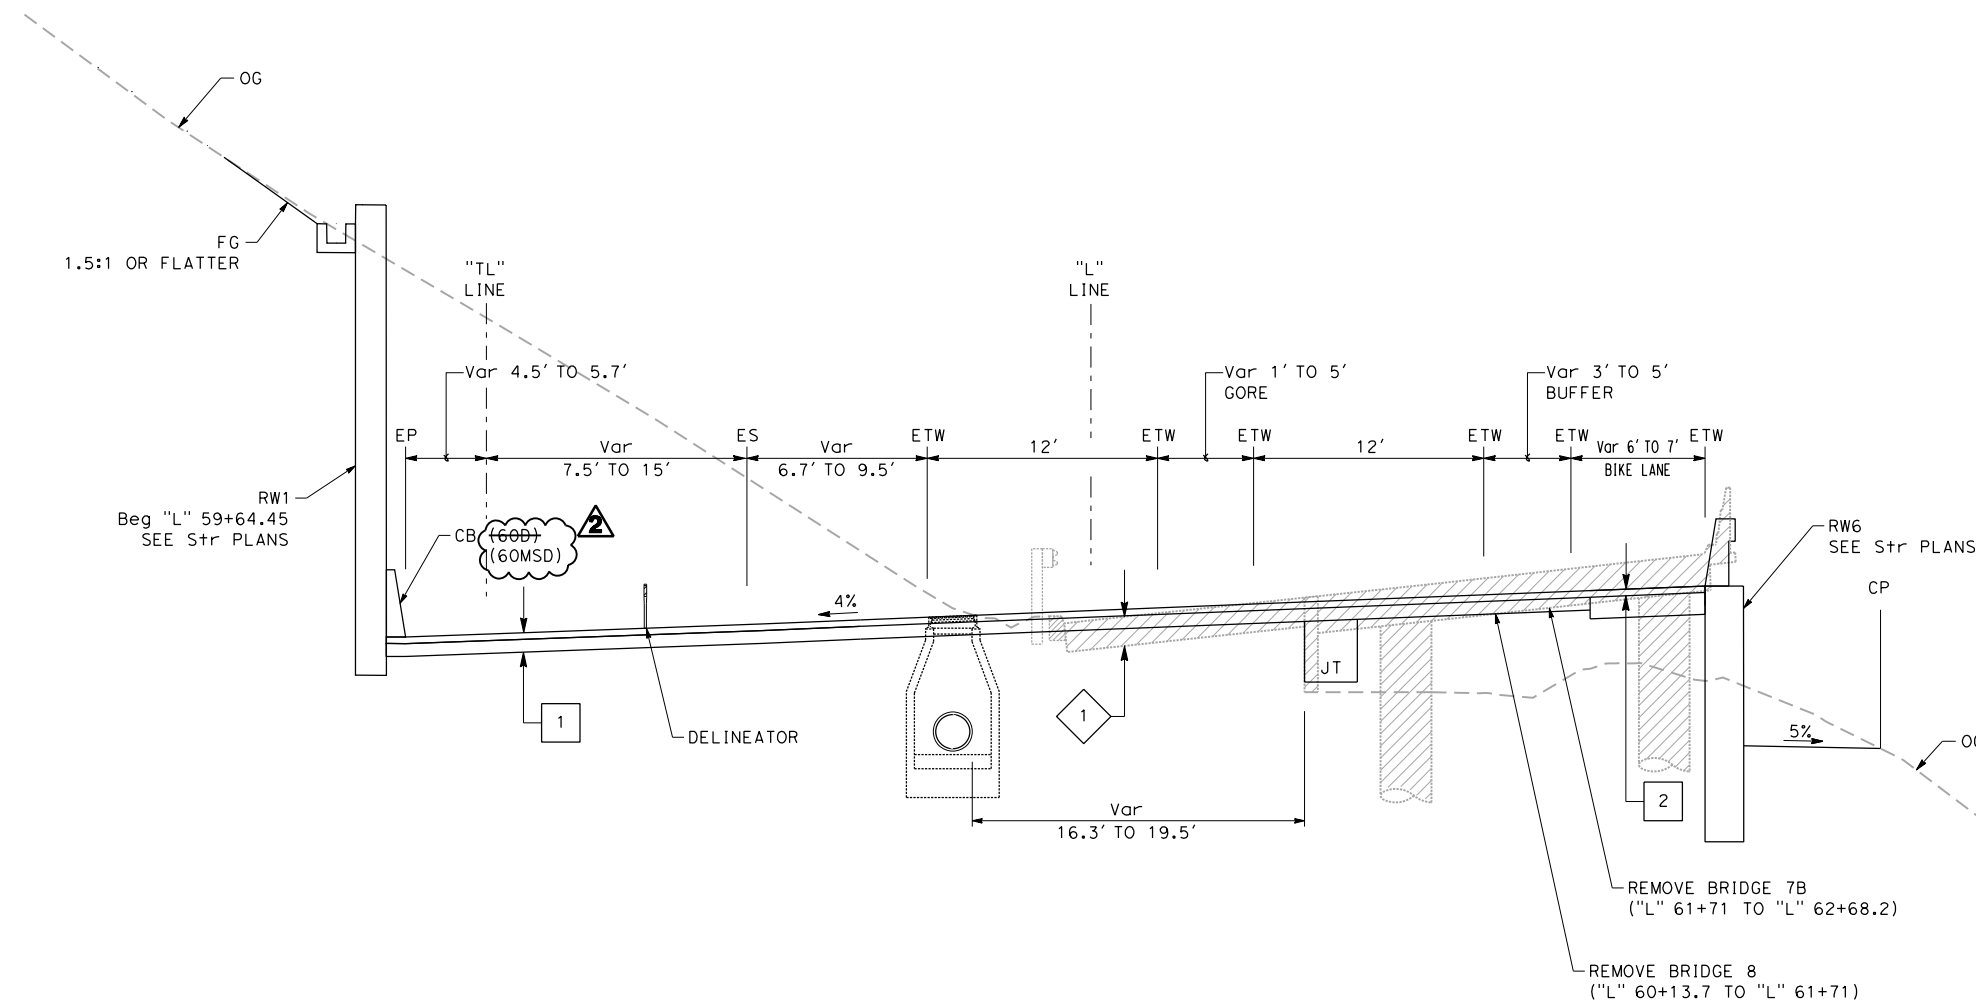 OG
FG
1.5:1 OR FLATTER
"TL"
LINE
"L"
LINE
Var 4.5' TO 5.7'
Var 1' TO 5'
GORE
Var 3' TO 5'
BUFFER
EP
Var
7.5' TO 15'
ES
Var
6.7' TO 9.5'
ETW
12'
ETW
ETW
12'
ETW
ETW
Var 6' TO 7'
BIKE LANE
ETW
RW1
Beg "L" 59+64.45
SEE Str PLANS
CB (60D)
(60MSD)
2
RW6
SEE Str PLANS
CP
4%
JT
1
DELINEATOR
1
5%
2
Var
16.3' TO 19.5'
REMOVE BRIDGE 7B
("L" 61+71 TO "L" 62+68.2)
REMOVE BRIDGE 8
("L" 60+13.7 TO "L" 61+71)